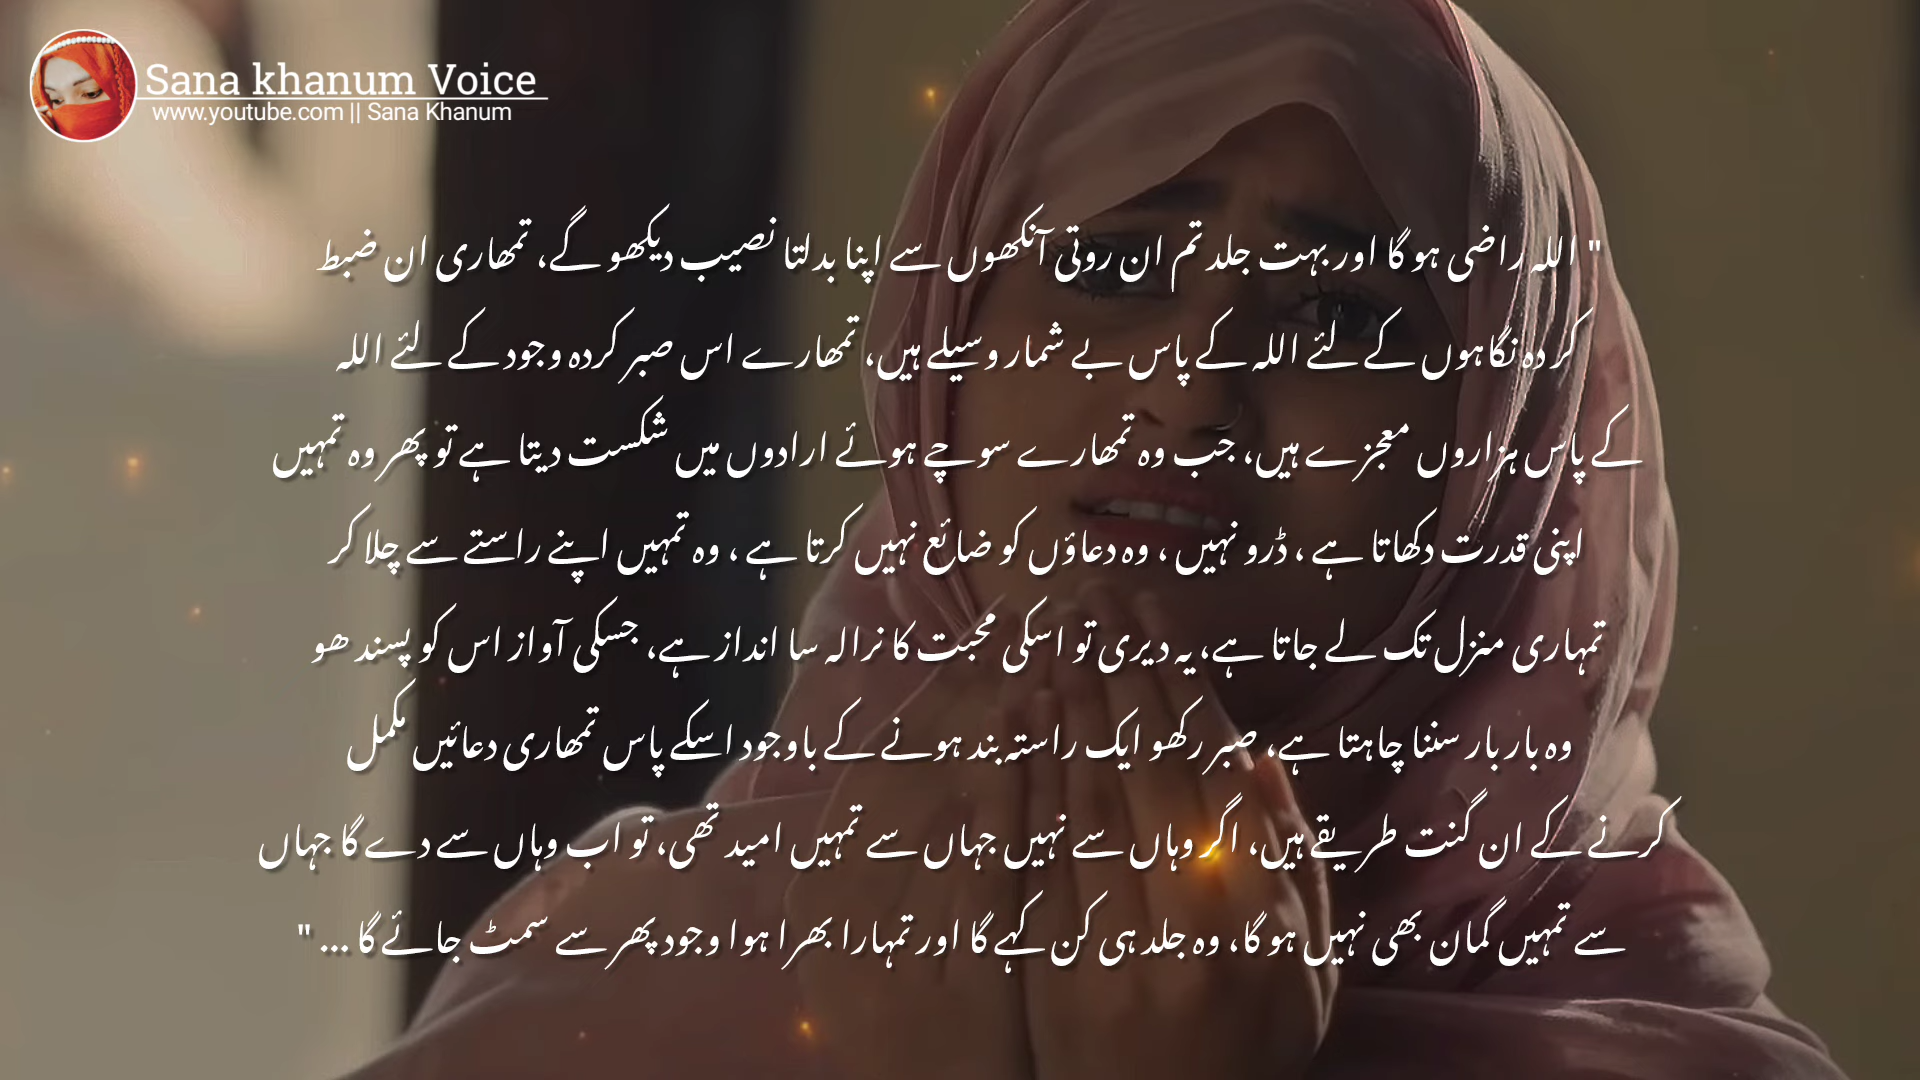 Sana khanum Voice
www.youtube.com || Sana Khanum
" اللہ راضی ہو گا اور بہت جلد تم ان روتی آنکھوں سے اپنا بدلتا نصیب دیکھو گے، تمھاری ان ضبط
کر دہ نگاہوں کے لئے اللہ کے پاس بے شمار وسیلے ہیں، تمھارے اس صبر کردہ وجود کے لئے اللہ
کے پاس ہزاروں معجزے ہیں، جب وہ تمھارے سوچے ہوئے ارادوں میں شکست دیتا ہے تو پھر وہ تمہیں
اپنی قدرت دکھاتا ہے ، ڈرو نہیں ، وہ دعاؤں کو ضائع نہیں کرتا ہے ، وہ تمہیں اپنے راستے سے چلا کر
تمہاری منزل تک لے جاتا ہے، یہ دیری تو اسکی محبت کا نرالہ سا انداز ہے، جسکی آواز اس کو پسند ھو
وہ بار بار سننا چاہتا ہے، صبر رکھو ایک راستہ بند ہونے کے باوجود اسکے پاس تمھاری دعائیں مکمل
کرنے کے ان گنت طریقے ہیں، اگر وہاں سے نہیں جہاں سے تمہیں امید تھی، تو اب وہاں سے دے گا جہاں
سے تمہیں گمان بھی نہیں ہو گا، وہ جلد ہی کن کہے گا اور تمہارا بھرا ہوا وجود پھر سے سمٹ جائے گا ... "